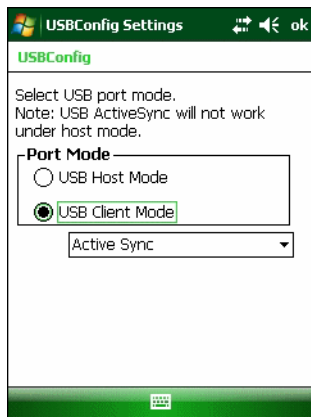 USBConfig Settings
ok
USBConfig
Select USB port mode.
Note: USB ActiveSync will not work
under host mode.
Port Mode
USB Host Mode
USB Client Mode
Active Sync